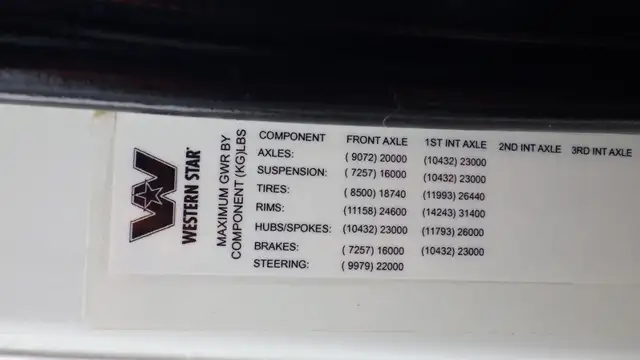 WESTERN STAR
MAXIMUM GWR BY
COMPONENT (KG)LBS
COMPONENT FRONT AXLE 1ST INT AXLE 2ND INT AXLE 3RD INT AXLE
AXLES: ( 9072) 20000 (10432) 23000
SUSPENSION: ( 7257) 16000 (10432) 23000
TIRES: ( 8500) 18740 (11993) 26440
RIMS: (11158) 24600 (14243) 31400
HUBS/SPOKES: (10432) 23000 (11793) 26000
BRAKES: ( 7257) 16000 (10432) 23000
STEERING: ( 9979) 22000